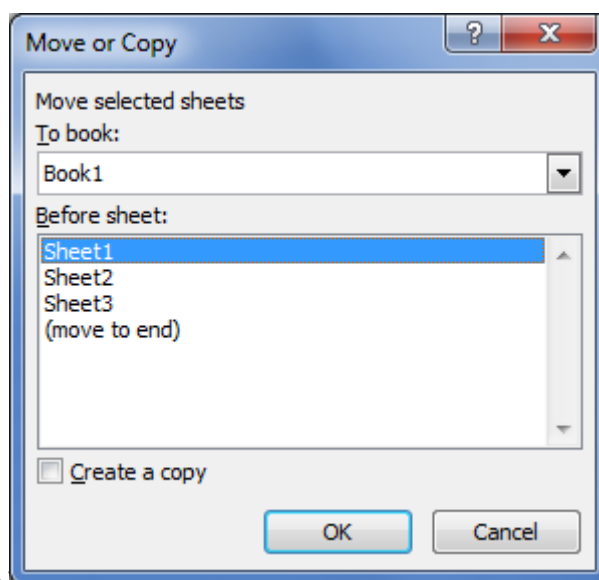 Move or Copy
Move selected sheets
To book:
Book1
Before sheet:
Sheet1
Sheet2
Sheet3
(move to end)
Create a copy
OK Cancel